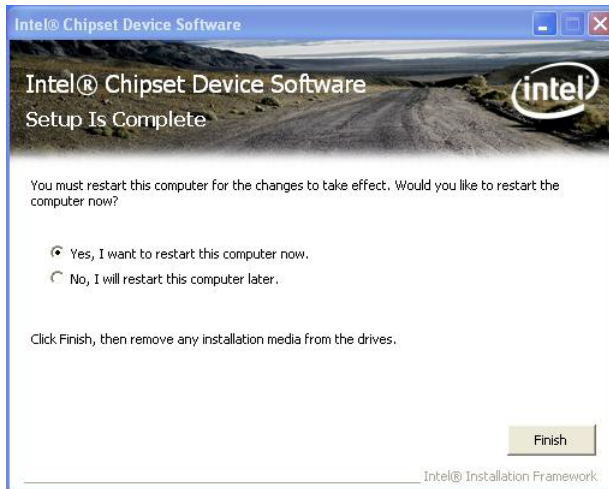 Intel® Chipset Device Software
Intel® Chipset Device Software
intel
Setup Is Complete
You must restart this computer for the changes to take effect. Would you like to restart the
computer now?
Yes, I want to restart this computer now.
No, I will restart this computer later.
Click Finish, then remove any installation media from the drives.
Finish
Intel® Installation Framework